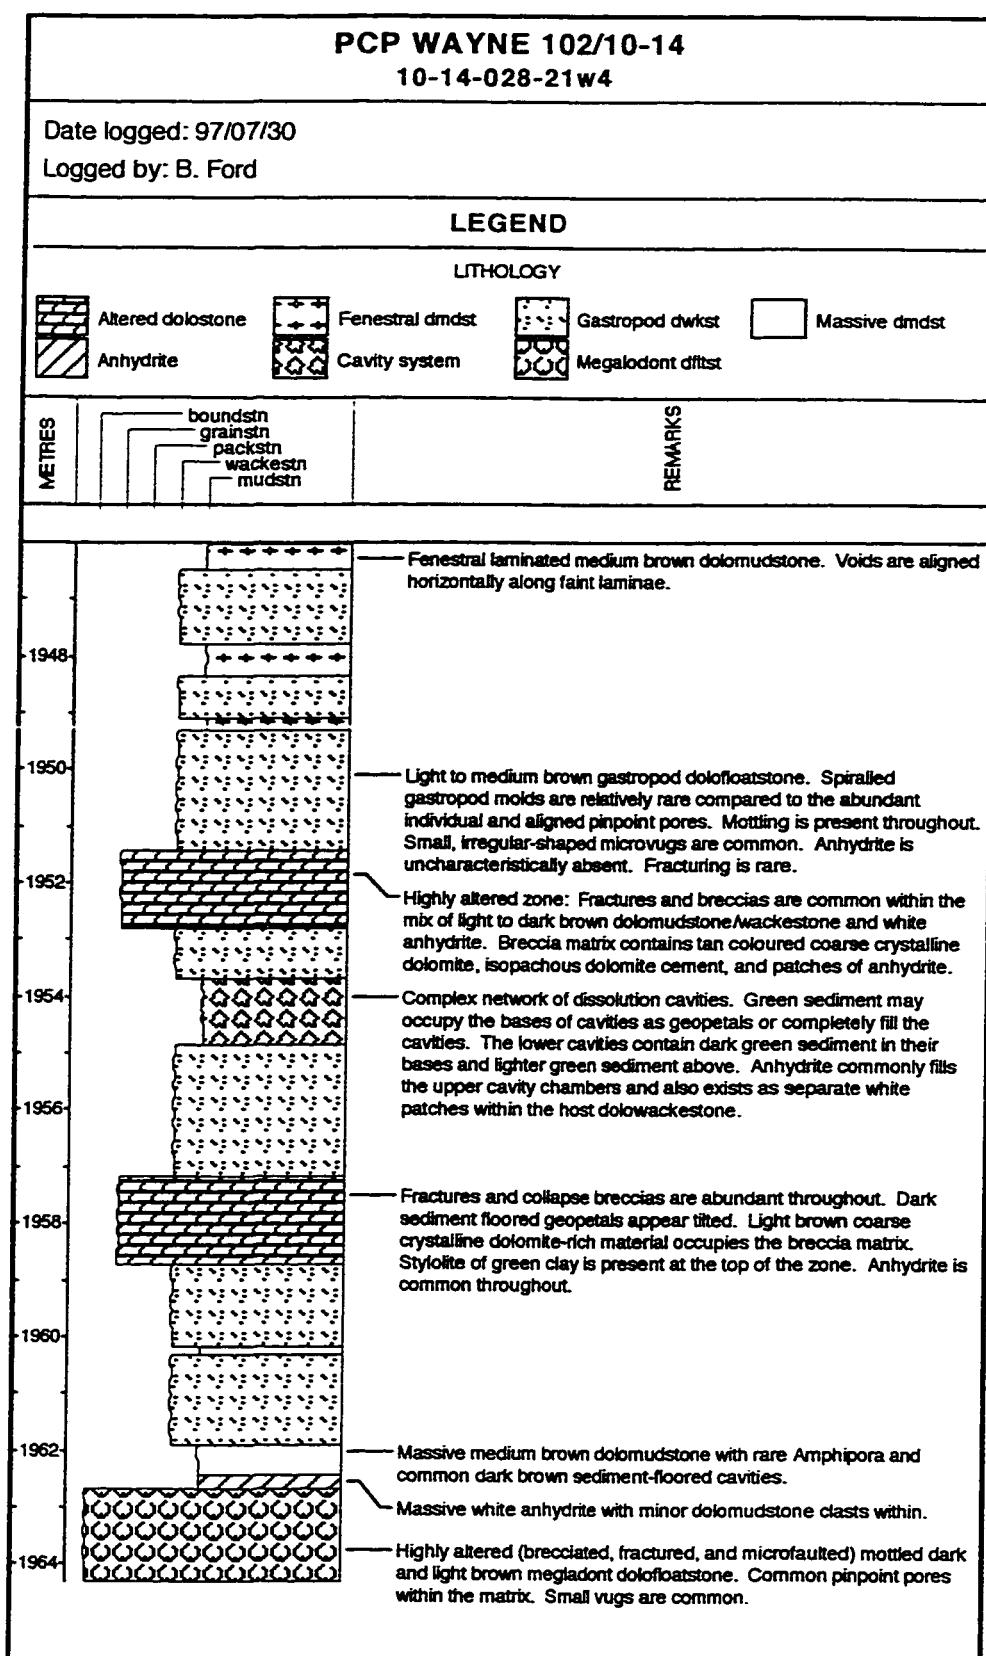 PCP WAYNE 102/10-14
10-14-028-21w4
Date logged: 97/07/30
Logged by: B. Ford
LEGEND
LITHOLOGY
Altered dolostone
Fenestral dmdst
Gastropod dwkst
Massive dmdst
Anhydrite
Cavity system
Megalodont dfltst
METRES
boundstn
grainstn
packstn
wackestn
mudstn
REMARKS
Fenestral laminated medium brown dolomudstone. Voids are aligned
horizontally along faint laminae.
1948
1950
Light to medium brown gastropod dolofloatstone. Spiralled
gastropod molds are relatively rare compared to the abundant
individual and aligned pinpoint pores. Mottling is present throughout.
Small, irregular-shaped microvugs are common. Anhydrite is
uncharacteristically absent. Fracturing is rare.
1952
Highly altered zone: Fractures and breccias are common within the
mix of light to dark brown dolomudstone/wackestone and white
anhydrite. Breccia matrix contains tan coloured coarse crystalline
dolomite, isopachous dolomite cement, and patches of anhydrite.
1954
Complex network of dissolution cavities. Green sediment may
occupy the bases of cavities as geopetals or completely fill the
cavities. The lower cavities contain dark green sediment in their
bases and lighter green sediment above. Anhydrite commonly fills
the upper cavity chambers and also exists as separate white
patches within the host dolowackestone.
1956
Fractures and collapse breccias are abundant throughout. Dark
sediment floored geopetals appear tilted. Light brown coarse
crystalline dolomite-rich material occupies the breccia matrix.
Stylolite of green clay is present at the top of the zone. Anhydrite is
common throughout.
1958
1960
1962
Massive medium brown dolomudstone with rare Amphipora and
common dark brown sediment-floored cavities.
Massive white anhydrite with minor dolomudstone clasts within.
1964
Highly altered (brecciated, fractured, and microfaulted) mottled dark
and light brown megladont dolofloatstone. Common pinpoint pores
within the matrix. Small vugs are common.